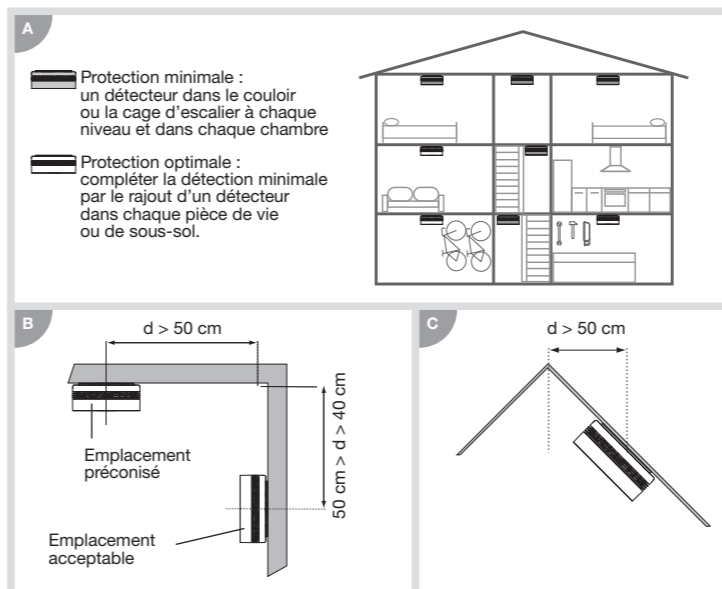 A
Protection minimale :
un détecteur dans le couloir
ou la cage d'escalier à chaque
niveau et dans chaque chambre
Protection optimale :
compléter la détection minimale
par le rajout d'un détecteur
dans chaque pièce de vie
ou de sous-sol.
B
d > 50 cm
50 cm > d > 40 cm
Emplacement
préconisé
Emplacement
acceptable
C
d > 50 cm